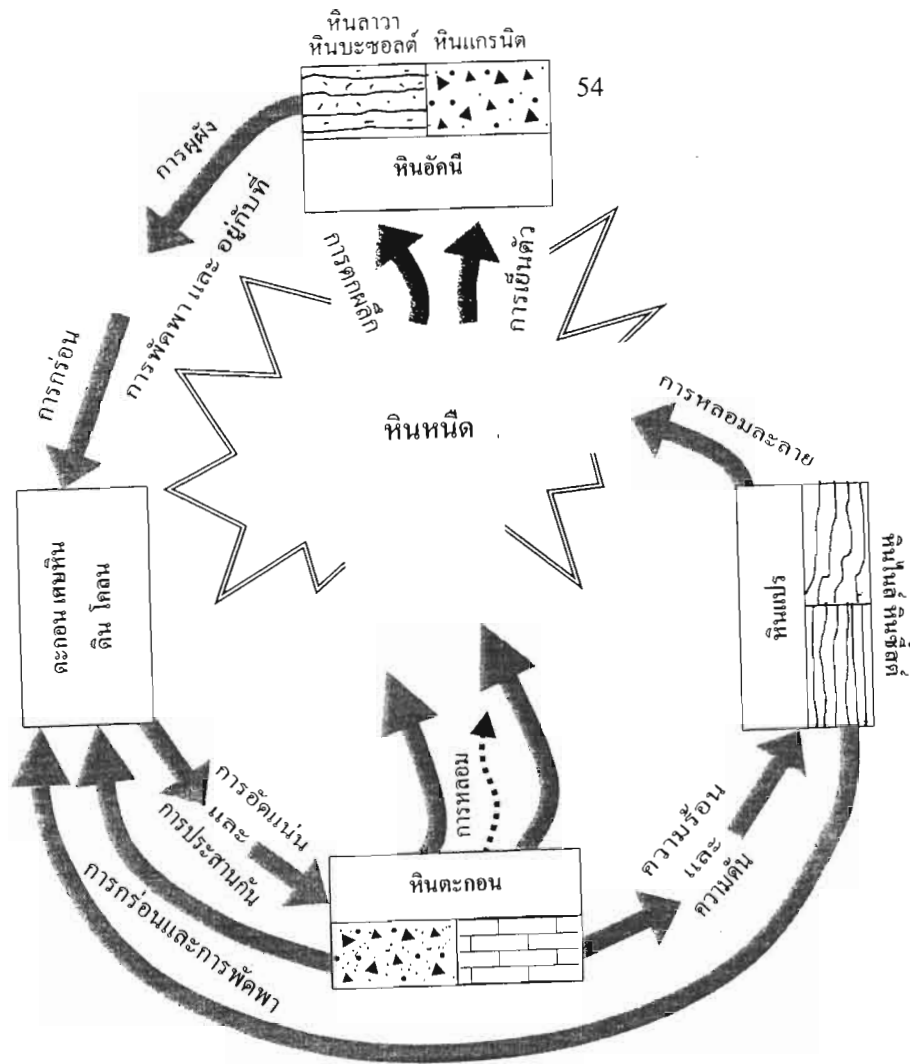 หินลาวา
หินบะซอลต์ หินแกรนิต
54
หินอัคนี
การผุผัง
การพัดพา และ อยู่กับที่
การกร่อน
การตกผลึก
การเย็นตัว
หินหนืด
การหลอมละลาย
ตะกอน เศษหิน
ดิน โคลน
หินแปร
หินไนส์ หินชีสต์
การอัดแน่น
และ
การประสานกัน
การหลอม
หินตะกอน
ความร้อน
และ
ความดัน
การกร่อนและการพัดพา